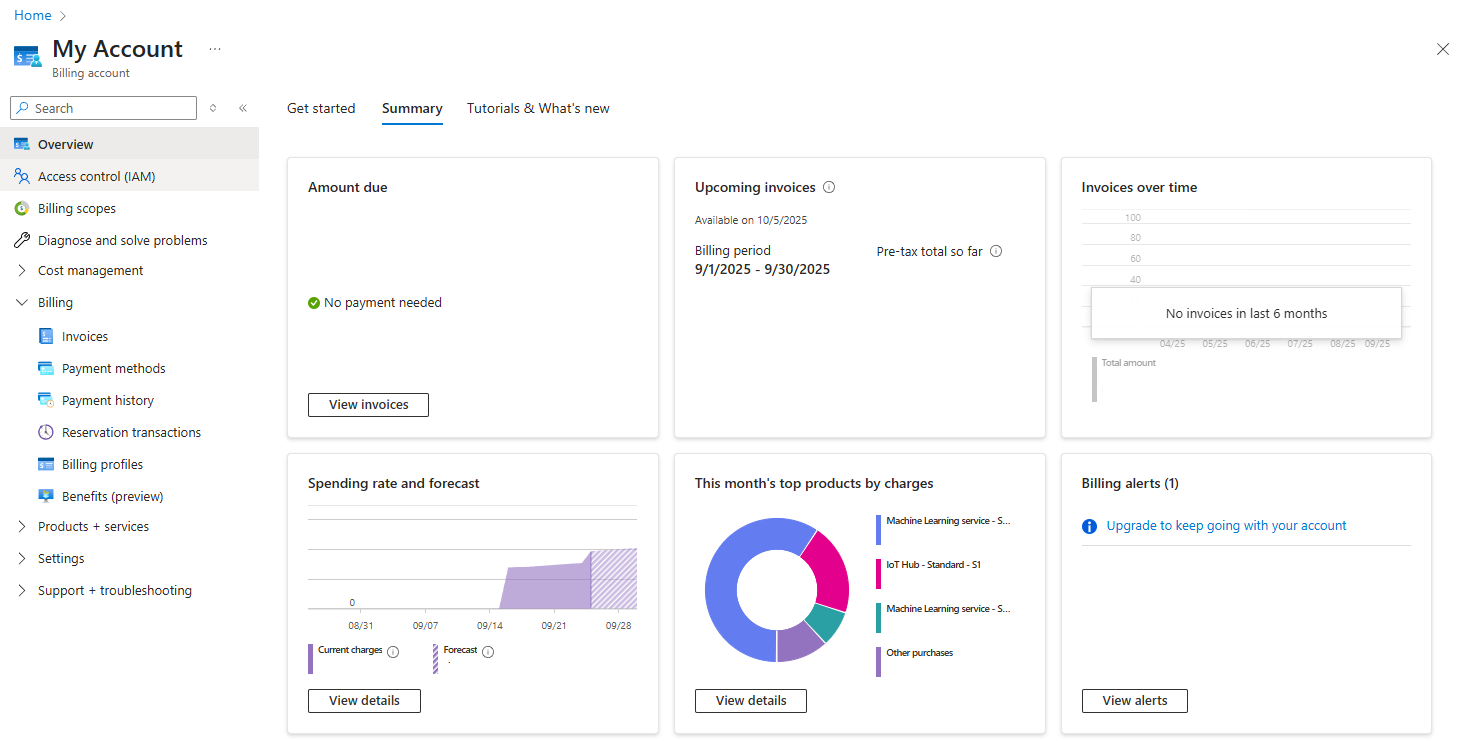 Home
My Account
...
Billing account
Search
Overview
Access control (IAM)
Billing scopes
Diagnose and solve problems
Cost management
Billing
Invoices
Payment methods
Payment history
Reservation transactions
Billing profiles
Benefits (preview)
Products + services
Settings
Support + troubleshooting
Get started Summary Tutorials & What's new
Amount due
No payment needed
View invoices
Upcoming invoices
Available on 10/5/2025
Billing period Pre-tax total so far
9/1/2025 - 9/30/2025
Invoices over time
100
80
60
40
No invoices in last 6 months
04/25 05/25 06/25 07/25 08/25 09/25
Total amount
Spending rate and forecast
0
08/31 09/07 09/14 09/21 09/28
Current charges Forecast
View details
This month's top products by charges
Machine Learning service - S...
IoT Hub - Standard - S1
Machine Learning service - S...
Other purchases
View details
Billing alerts (1)
Upgrade to keep going with your account
View alerts